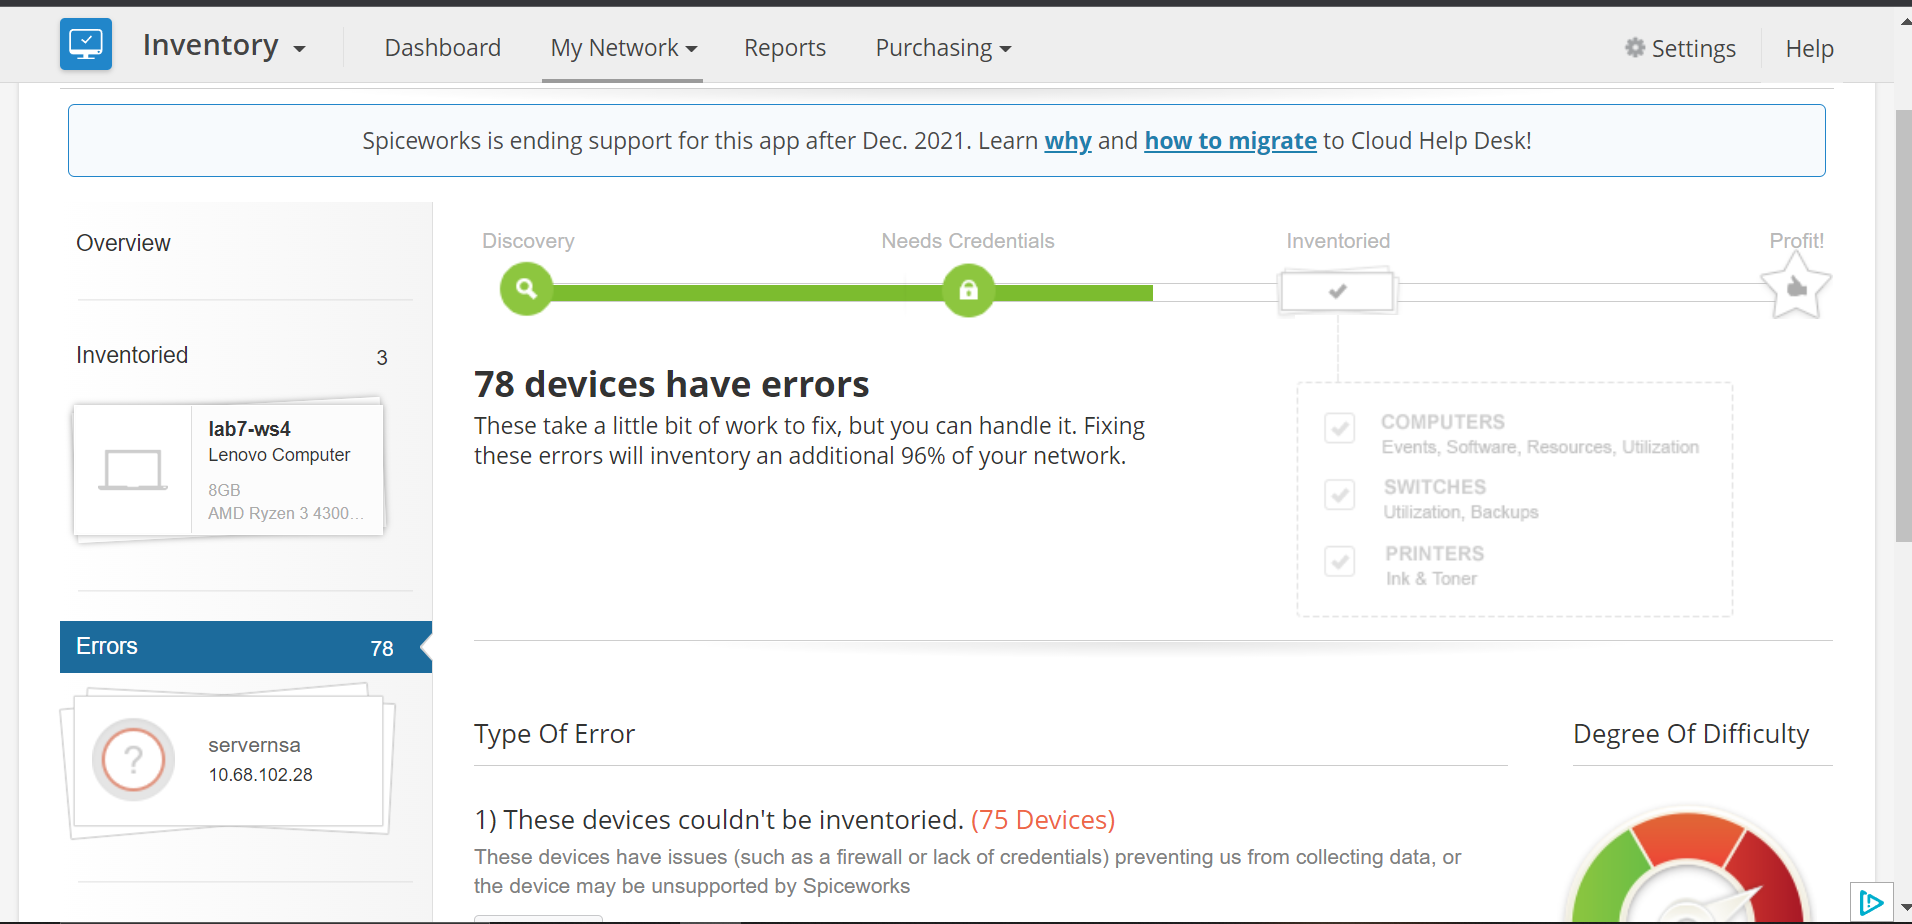 Inventory
Dashboard
My Network
Reports
Purchasing
Settings
Help
Spiceworks is ending support for this app after Dec. 2021. Learn why and how to migrate to Cloud Help Desk!
Overview
Inventoried 3
lab7-ws4
Lenovo Computer
8GB
AMD Ryzen 3 4300...
Errors 78
?
servernsa
10.68.102.28
Discovery
Needs Credentials
Inventoried
Profit!
78 devices have errors
These take a little bit of work to fix, but you can handle it. Fixing
these errors will inventory an additional 96% of your network.
COMPUTERS
Events, Software, Resources, Utilization
SWITCHES
Utilization, Backups
PRINTERS
Ink & Toner
Type Of Error
Degree Of Difficulty
1) These devices couldn't be inventoried. (75 Devices)
These devices have issues (such as a firewall or lack of credentials) preventing us from collecting data, or
the device may be unsupported by Spiceworks